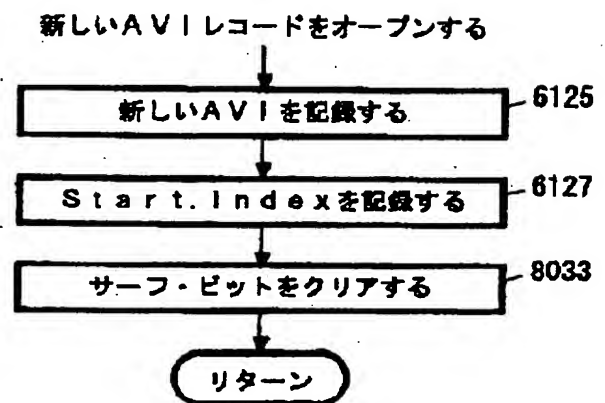 新しいAVIレコードをオープンする
新しいAVIを記録する
6125
Start.Indexを記録する
6127
サーフ・ビットをクリアする
8033
リターン